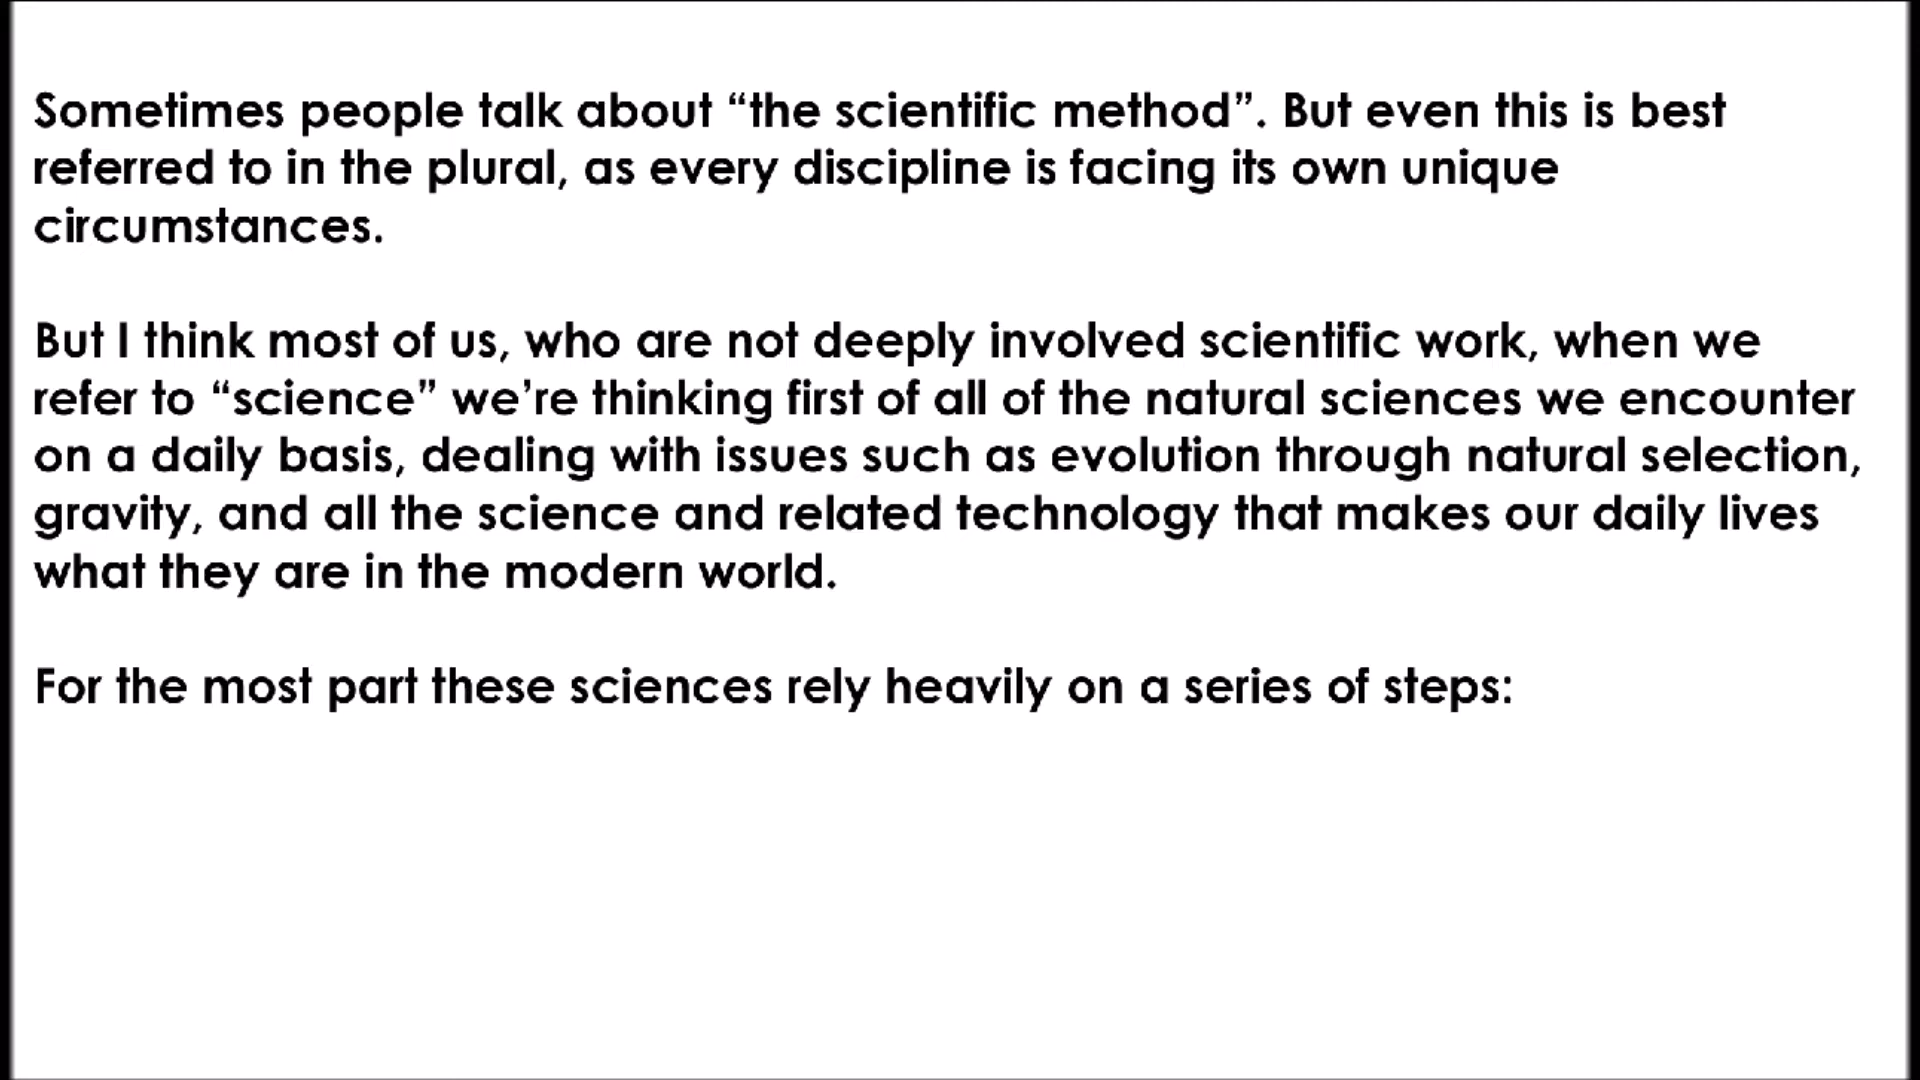 Sometimes people talk about “the scientific method”. But even this is best
referred to in the plural, as every discipline is facing its own unique
circumstances.
But I think most of us, who are not deeply involved scientific work, when we
refer to “science” we’re thinking first of all of the natural sciences we encounter
on a daily basis, dealing with issues such as evolution through natural selection,
gravity, and all the science and related technology that makes our daily lives
what they are in the modern world.
For the most part these sciences rely heavily on a series of steps: